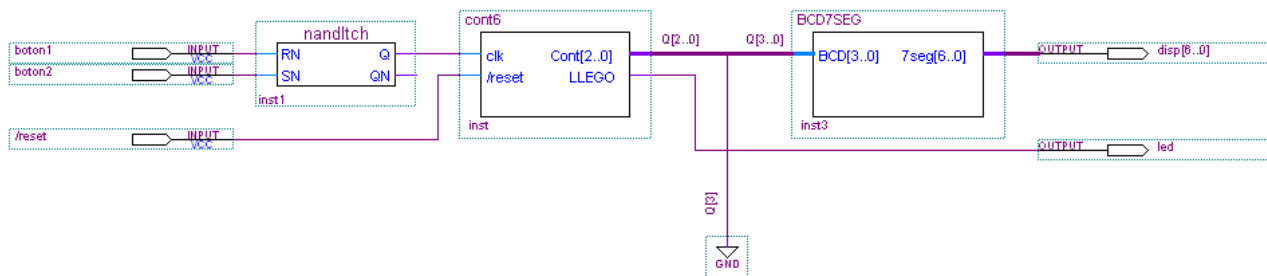 cont6
BCD7SEG
nandltch
Q[2..0]
Q[3..0]
boton1
INPUT
VCC
RN
Q
clk
Cont[2..0]
BCD[3..0]
7seg[6..0]
OUTPUT
disp[6..0]
boton2
INPUT
VCC
SN
QN
/reset
LLEGO
inst1
inst
inst3
/reset
INPUT
VCC
OUTPUT
led
Q[3]
GND